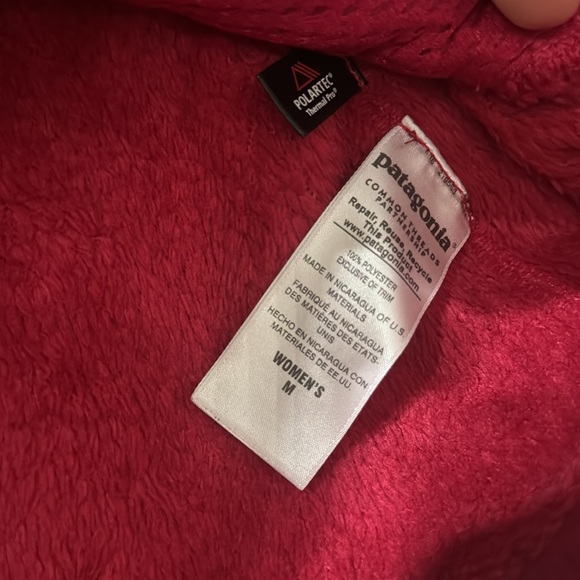 POLARTEC®
Thermal Pro®
patagonia®
COMMON THREADS
PARTNERSHIP
Repair, Reuse, Recycle
This Product
www.patagonia.com
100% POLYESTER
EXCLUSIVE OF TRIM
MADE IN NICARAGUA OF U.S.
MATERIALS
FABRIQUÉ AU NICARAGUA
DES MATIÈRES DES ETATS-
UNIS
HECHO EN NICARAGUA CON
MATERIALES DE EE.UU.
WOMEN'S
M